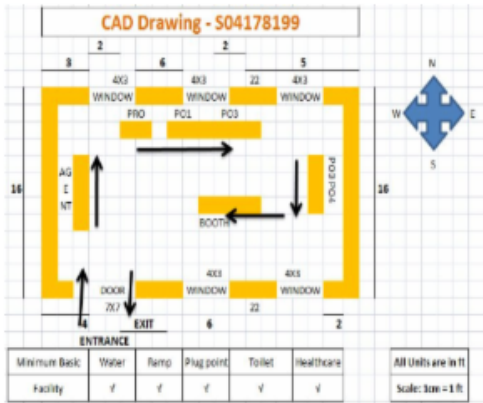 CAD Drawing - S04178199
2 2
3 6 5
4X3 4X3 22 4X3
WINDOW WINDOW WINDOW
PRO PO1 PO3
N
W E
S
16 AG
E
NT
PO2 PO4
16
BOOTH
4X3 4X3
DOOR WINDOW WINDOW
7X7 22
4 EXIT 6 2
ENTRANCE
Minimum Basic Water Ramp Plug point Toilet Healthcare
Facility √ √ √ √ √
All Units are in ft
Scale: 1cm = 1 ft